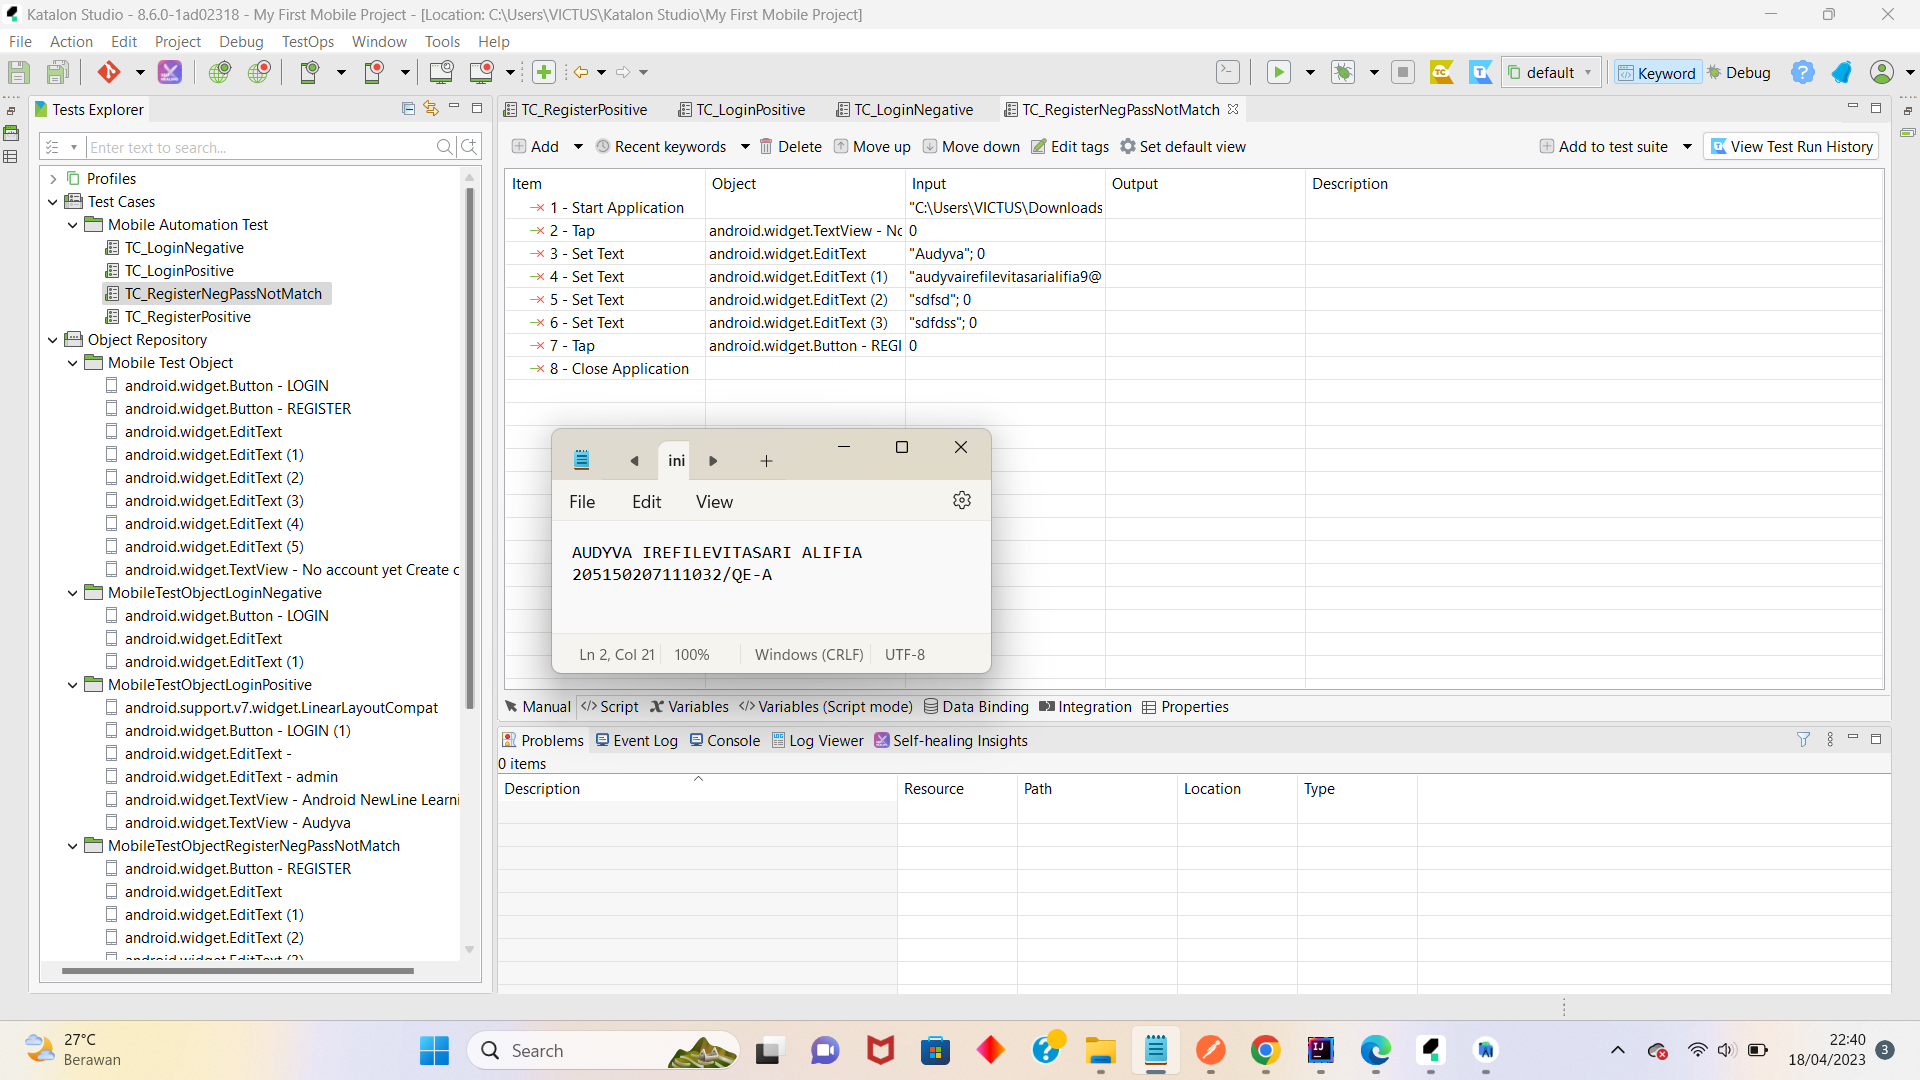 Katalon Studio - 8.6.0-1ad02318 - My First Mobile Project - [Location: C:\Users\VICTUS\Katalon Studio\My First Mobile Project]
File Action Edit Project Debug TestOps Window Tools Help
default Keyword Debug
Tests Explorer
Enter text to search...
Profiles
Test Cases
Mobile Automation Test
TC_LoginNegative
TC_LoginPositive
TC_RegisterNegPassNotMatch
TC_RegisterPositive
Object Repository
Mobile Test Object
android.widget.Button - LOGIN
android.widget.Button - REGISTER
android.widget.EditText
android.widget.EditText (1)
android.widget.EditText (2)
android.widget.EditText (3)
android.widget.EditText (4)
android.widget.EditText (5)
android.widget.TextView - No account yet Create c
MobileTestObjectLoginNegative
android.widget.Button - LOGIN
android.widget.EditText
android.widget.EditText (1)
MobileTestObjectLoginPositive
android.support.v7.widget.LinearLayoutCompat
android.widget.Button - LOGIN (1)
android.widget.EditText -
android.widget.EditText - admin
android.widget.TextView - Android NewLine Learni
android.widget.TextView - Audyva
MobileTestObjectRegisterNegPassNotMatch
android.widget.Button - REGISTER
android.widget.EditText
android.widget.EditText (1)
android.widget.EditText (2)
TC_RegisterPositive TC_LoginPositive TC_LoginNegative TC_RegisterNegPassNotMatch
Add Recent keywords Delete Move up Move down Edit tags Set default view Add to test suite View Test Run History
Item Object Input Output Description
1 - Start Application "C:\Users\VICTUS\Downloads
2 - Tap android.widget.TextView - Nc 0
3 - Set Text android.widget.EditText "Audyva"; 0
4 - Set Text android.widget.EditText (1) "audyvairefilevitasarialifia9@
5 - Set Text android.widget.EditText (2) "sdfsd"; 0
6 - Set Text android.widget.EditText (3) "sdfdss"; 0
7 - Tap android.widget.Button - REGI 0
8 - Close Application
ini
File Edit View
AUDYVA IREFILEVITASARI ALIFIA
205150207111032/QE-A
Ln 2, Col 21 100% Windows (CRLF) UTF-8
Manual Script Variables Variables (Script mode) Data Binding Integration Properties
Problems Event Log Console Log Viewer Self-healing Insights
0 items
Description Resource Path Location Type
27°C
Berawan
Search
22:40
18/04/2023
3